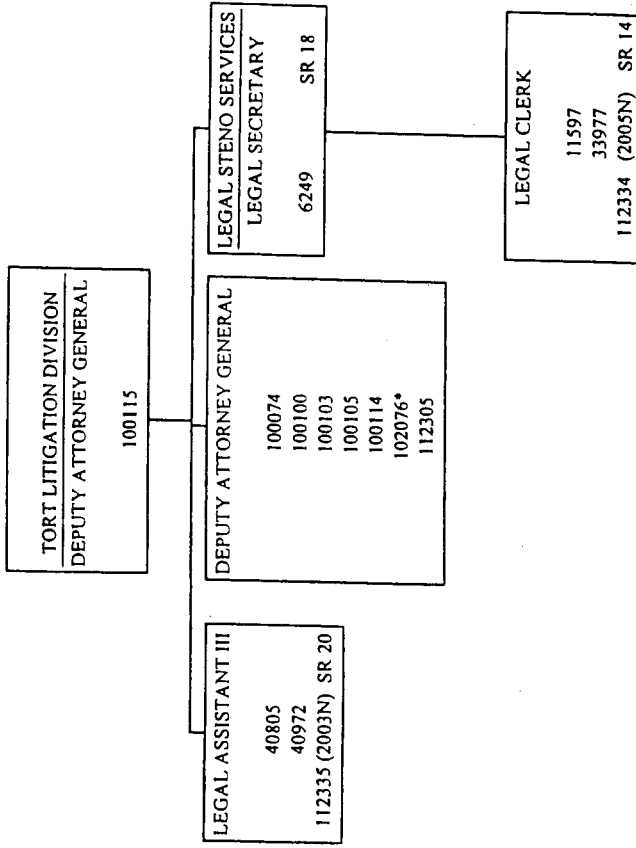 TORT LITIGATION DIVISION
DEPUTY ATTORNEY GENERAL
100115
LEGAL ASSISTANT III
40805
40972
112335 (2003N) SR 20
DEPUTY ATTORNEY GENERAL
100074
100100
100103
100105
100114
102076*
112305
LEGAL STENO SERVICES
LEGAL SECRETARY
6249 SR 18
LEGAL CLERK
11597
33977
112334 (2005N) SR 14